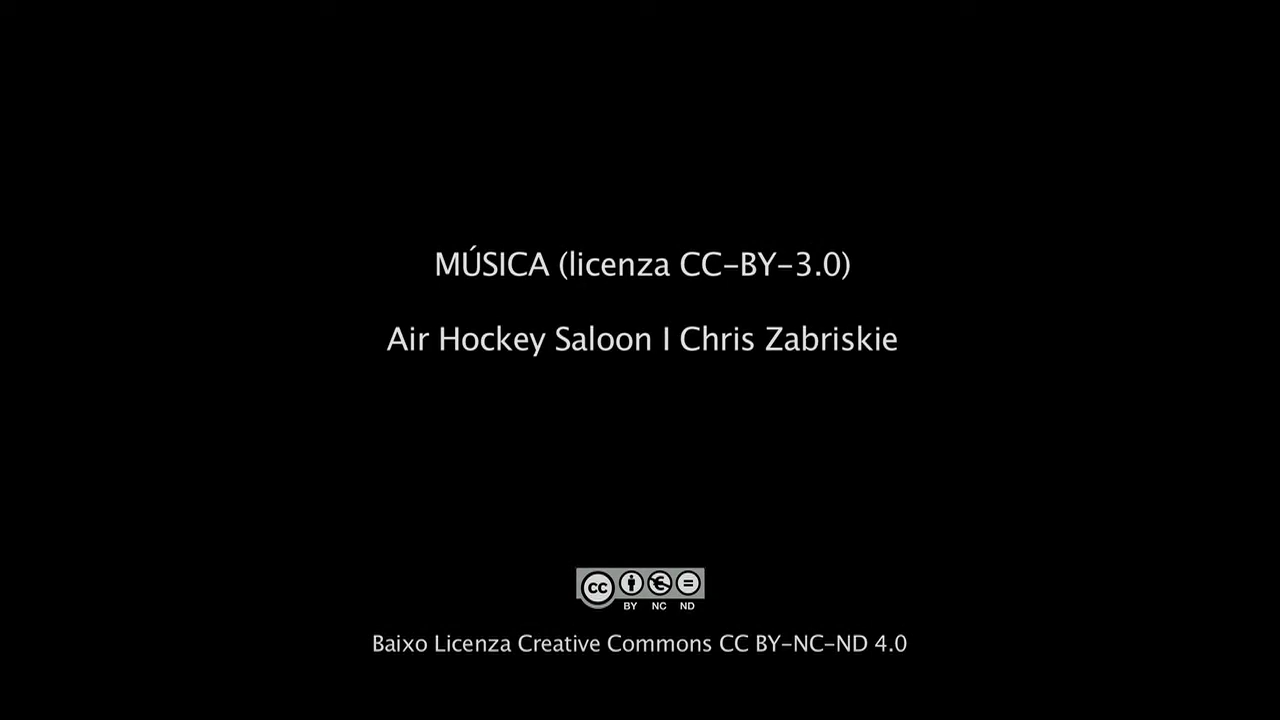 MÚSICA (licenza CC-BY-3.0)
Air Hockey Saloon I Chris Zabriskie
cc
BY NC ND
Baixo Licenza Creative Commons CC BY-NC-ND 4.0